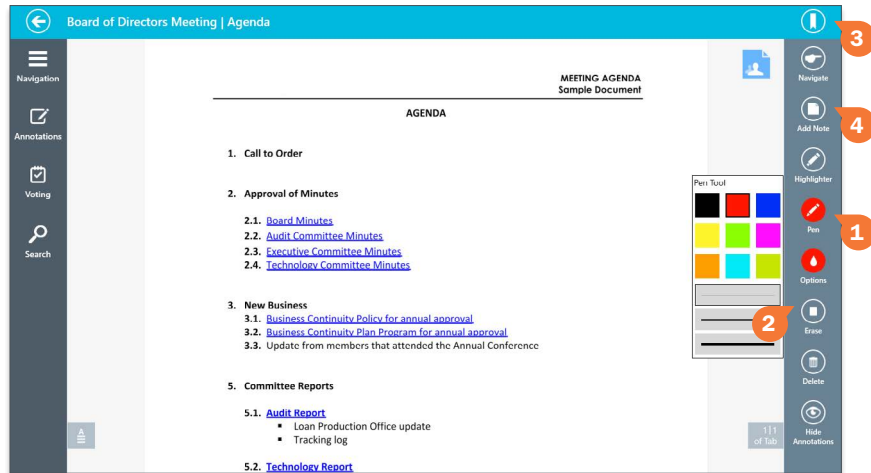 Board of Directors Meeting | Agenda
3
Navigation
Annotations
Voting
Search
MEETING AGENDA
Sample Document
AGENDA
1. Call to Order
2. Approval of Minutes
2.1. Board Minutes
2.2. Audit Committee Minutes
2.3. Executive Committee Minutes
2.4. Technology Committee Minutes
3. New Business
3.1. Business Continuity Policy for annual approval
3.2. Business Continuity Plan Program for annual approval
3.3. Update from members that attended the Annual Conference
5. Committee Reports
5.1. Audit Report
▪ Loan Production Office update
▪ Tracking log
5.2. Technology Report
A
1|1
of Tab
Pen Tool
Navigate
Add Note
4
Highlighter
Pen
1
Options
2
Erase
Delete
Hide
Annotations